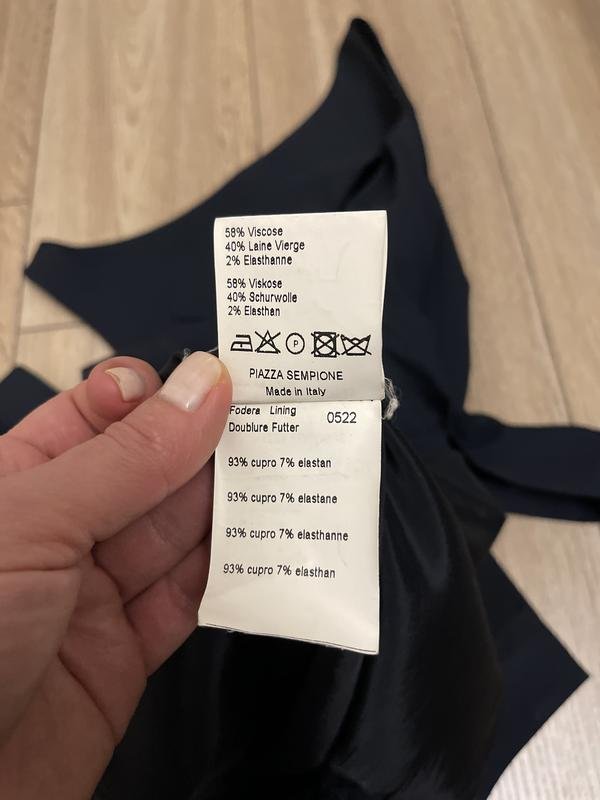 58% Viscose
40% Laine Vierge
2% Elasthanne
58% Viskose
40% Schurwolle
2% Elasthan
P
PIAZZA SEMPIONE
Made in Italy
Fodera Lining
Doublure Futter
0522
93% cupro 7% elastan
93% cupro 7% elastane
93% cupro 7% elasthanne
93% cupro 7% elasthan